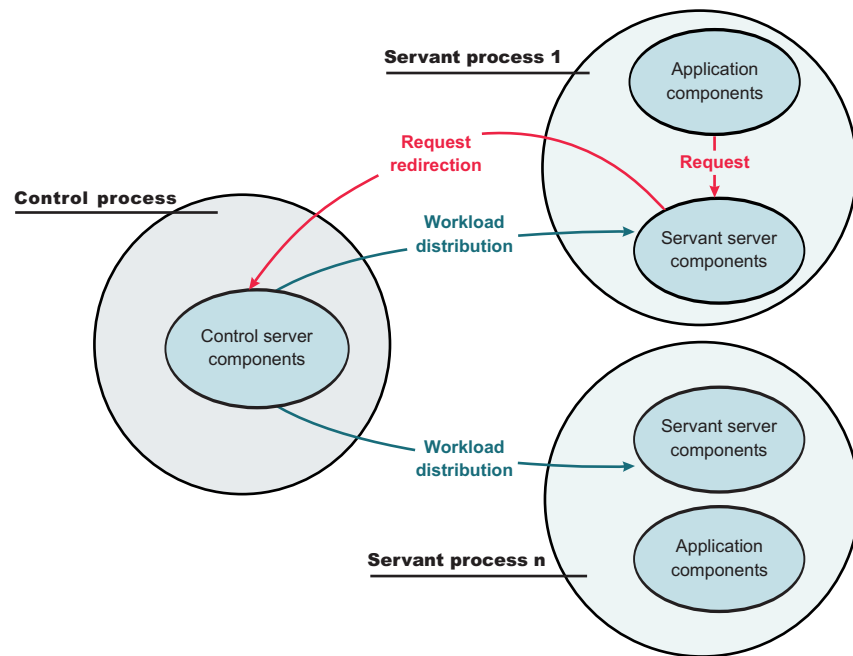 Servant process 1
Application
components
Request
redirection
Request
Control process
Workload
distribution
Servant server
components
Control server
components
Servant server
components
Workload
distribution
Application
components
Servant process n